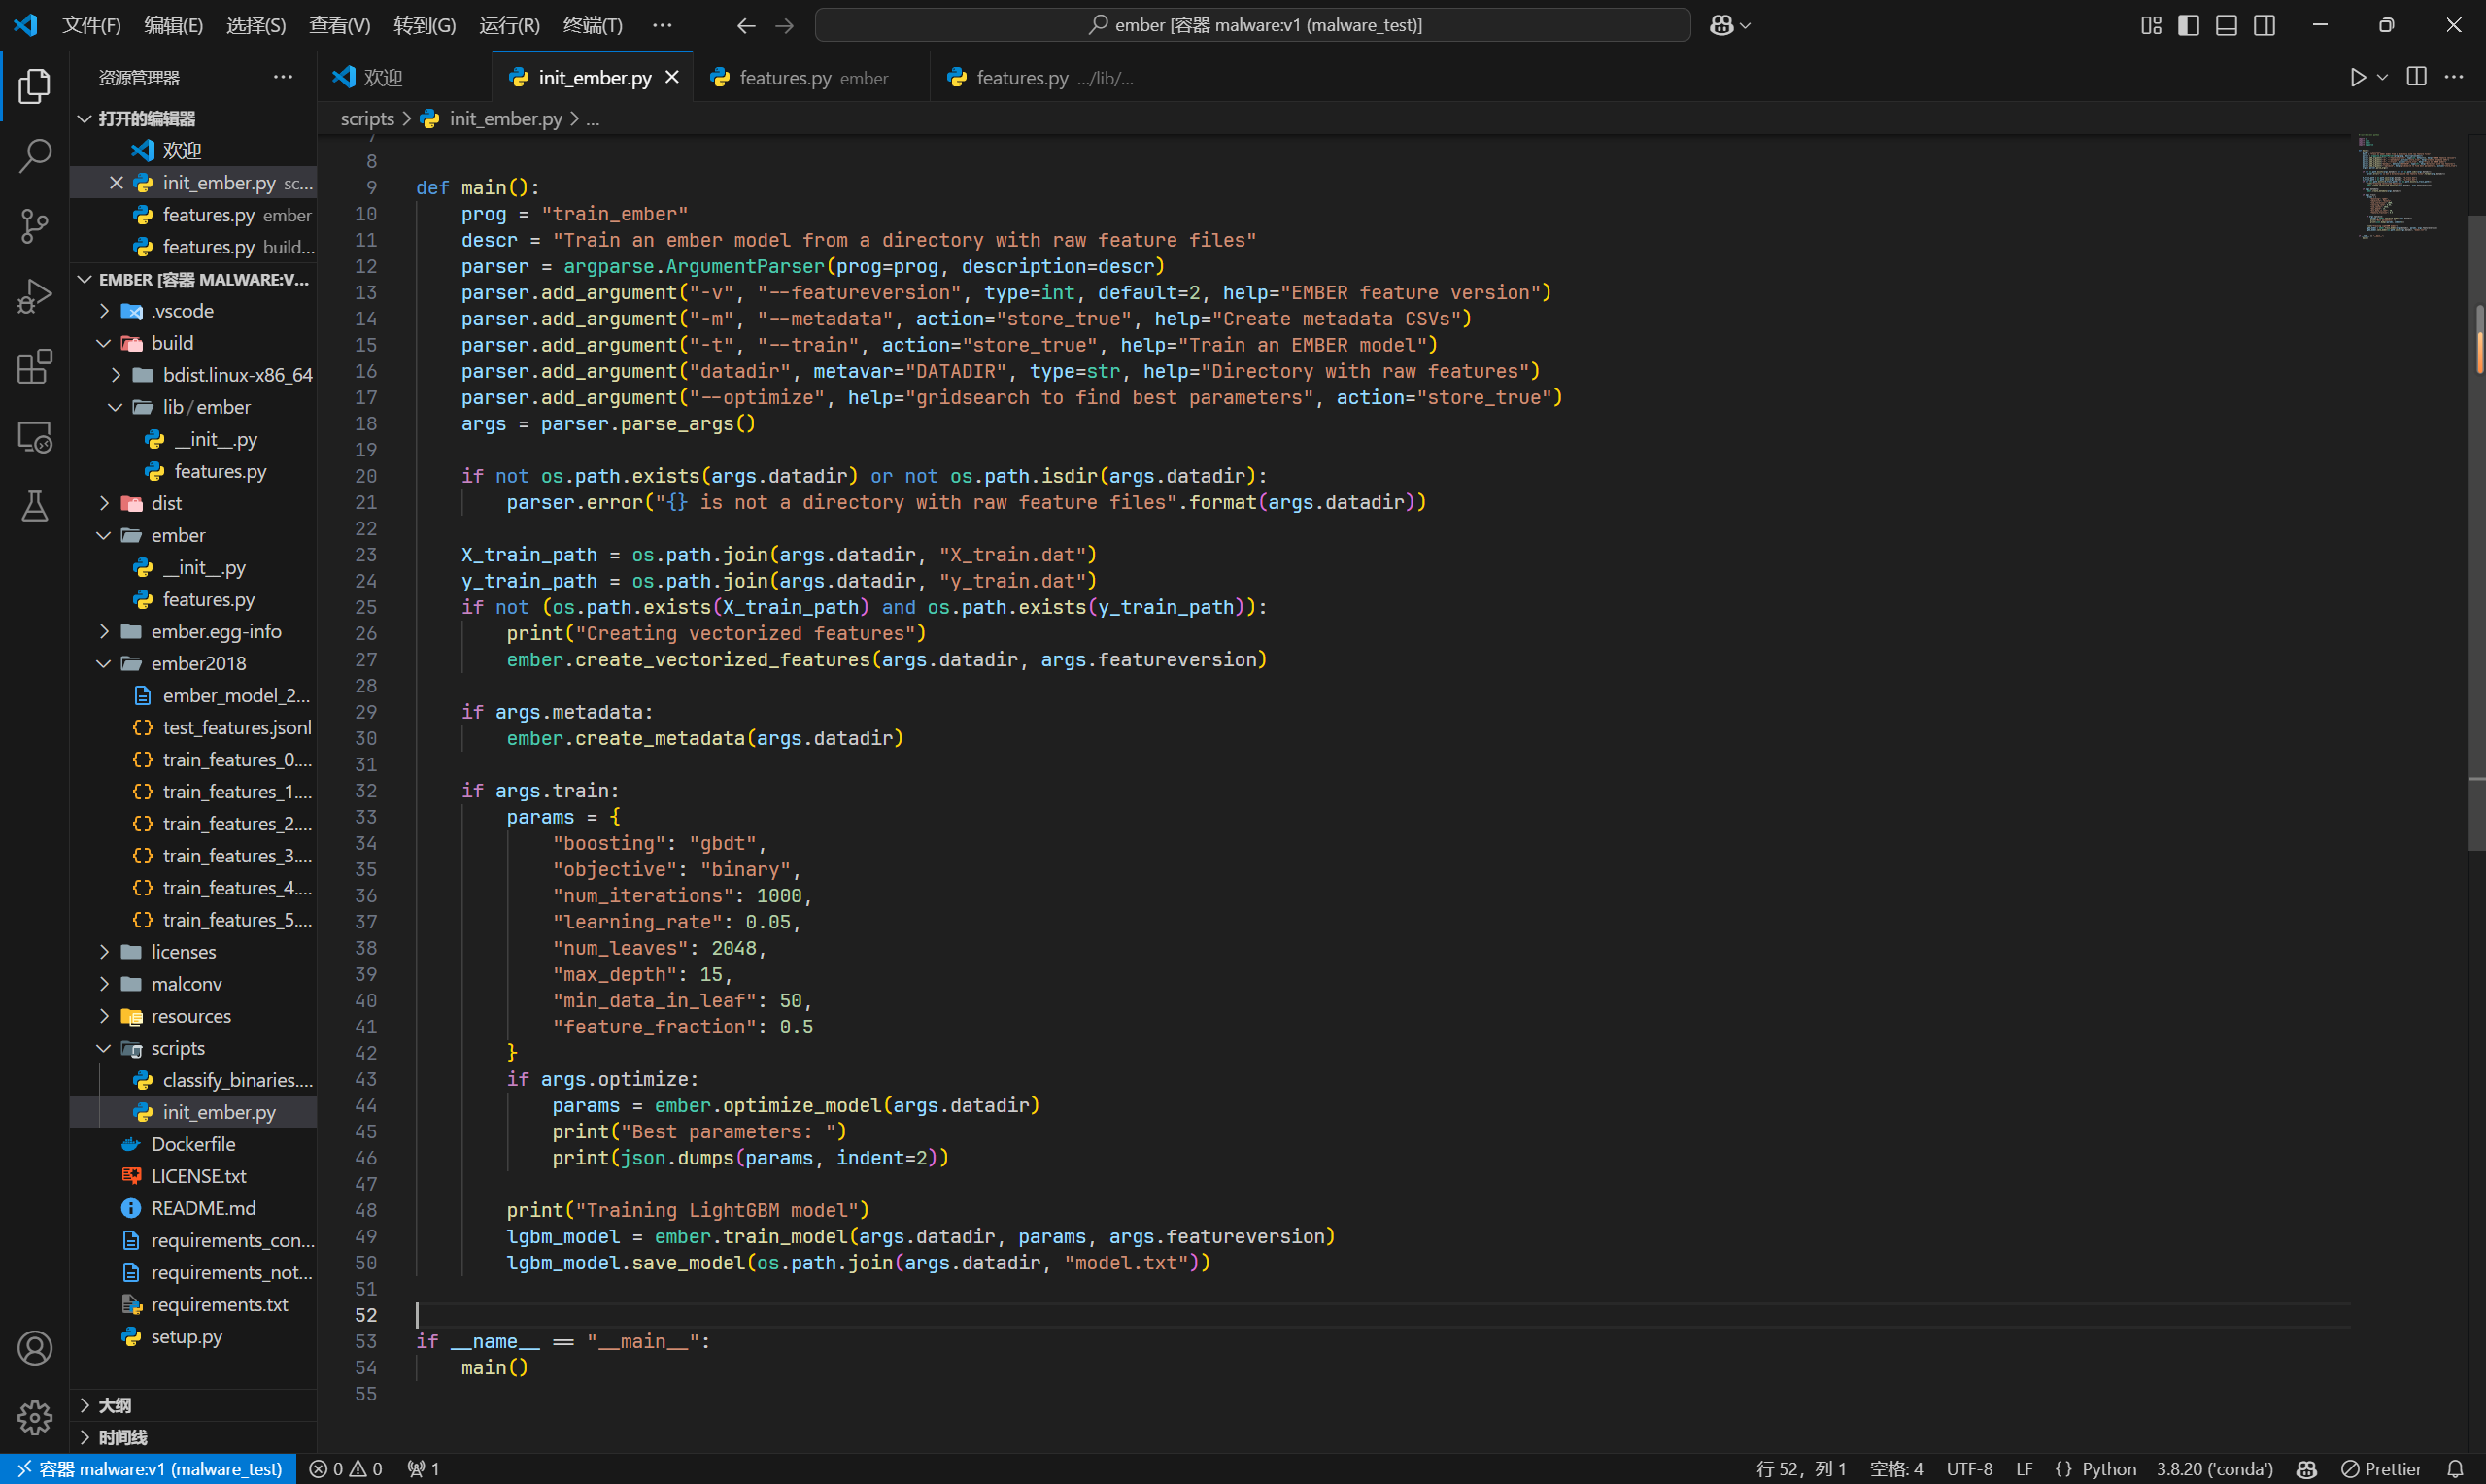 文件(F) 编辑(E) 选择(S) 查看(V) 转到(G) 运行(R) 终端(T) ··· ember [容器 malware:v1 (malware_test)]
资源管理器 ···
打开的编辑器
欢迎
init_ember.py sc...
features.py ember
features.py build...
EMBER [容器 MALWARE:V...
.vscode
build
bdist.linux-x86_64
lib/ember
__init__.py
features.py
dist
ember
__init__.py
features.py
ember.egg-info
ember2018
ember_model_2...
test_features.jsonl
train_features_0....
train_features_1....
train_features_2....
train_features_3....
train_features_4....
train_features_5....
licenses
malconv
resources
scripts
classify_binaries....
init_ember.py
Dockerfile
LICENSE.txt
README.md
requirements_con...
requirements_not...
requirements.txt
setup.py
大纲
时间线
欢迎 init_ember.py features.py ember features.py .../lib/...
scripts > init_ember.py > ...
7
8
9 def main():
10 prog = "train_ember"
11 descr = "Train an ember model from a directory with raw feature files"
12 parser = argparse.ArgumentParser(prog=prog, description=descr)
13 parser.add_argument("-v", "--featureversion", type=int, default=2, help="EMBER feature version")
14 parser.add_argument("-m", "--metadata", action="store_true", help="Create metadata CSVs")
15 parser.add_argument("-t", "--train", action="store_true", help="Train an EMBER model")
16 parser.add_argument("datadir", metavar="DATADIR", type=str, help="Directory with raw features")
17 parser.add_argument("--optimize", help="gridsearch to find best parameters", action="store_true")
18 args = parser.parse_args()
19
20 if not os.path.exists(args.datadir) or not os.path.isdir(args.datadir):
21 parser.error("{} is not a directory with raw feature files".format(args.datadir))
22
23 X_train_path = os.path.join(args.datadir, "X_train.dat")
24 y_train_path = os.path.join(args.datadir, "y_train.dat")
25 if not (os.path.exists(X_train_path) and os.path.exists(y_train_path)):
26 print("Creating vectorized features")
27 ember.create_vectorized_features(args.datadir, args.featureversion)
28
29 if args.metadata:
30 ember.create_metadata(args.datadir)
31
32 if args.train:
33 params = {
34 "boosting": "gbdt",
35 "objective": "binary",
36 "num_iterations": 1000,
37 "learning_rate": 0.05,
38 "num_leaves": 2048,
39 "max_depth": 15,
40 "min_data_in_leaf": 50,
41 "feature_fraction": 0.5
42 }
43 if args.optimize:
44 params = ember.optimize_model(args.datadir)
45 print("Best parameters: ")
46 print(json.dumps(params, indent=2))
47
48 print("Training LightGBM model")
49 lgbm_model = ember.train_model(args.datadir, params, args.featureversion)
50 lgbm_model.save_model(os.path.join(args.datadir, "model.txt"))
51
52
53 if __name__ == "__main__":
54 main()
55
容器 malware:v1 (malware_test) 0 0 1 行 52，列 1 空格: 4 UTF-8 LF {} Python 3.8.20 ('conda') Prettier